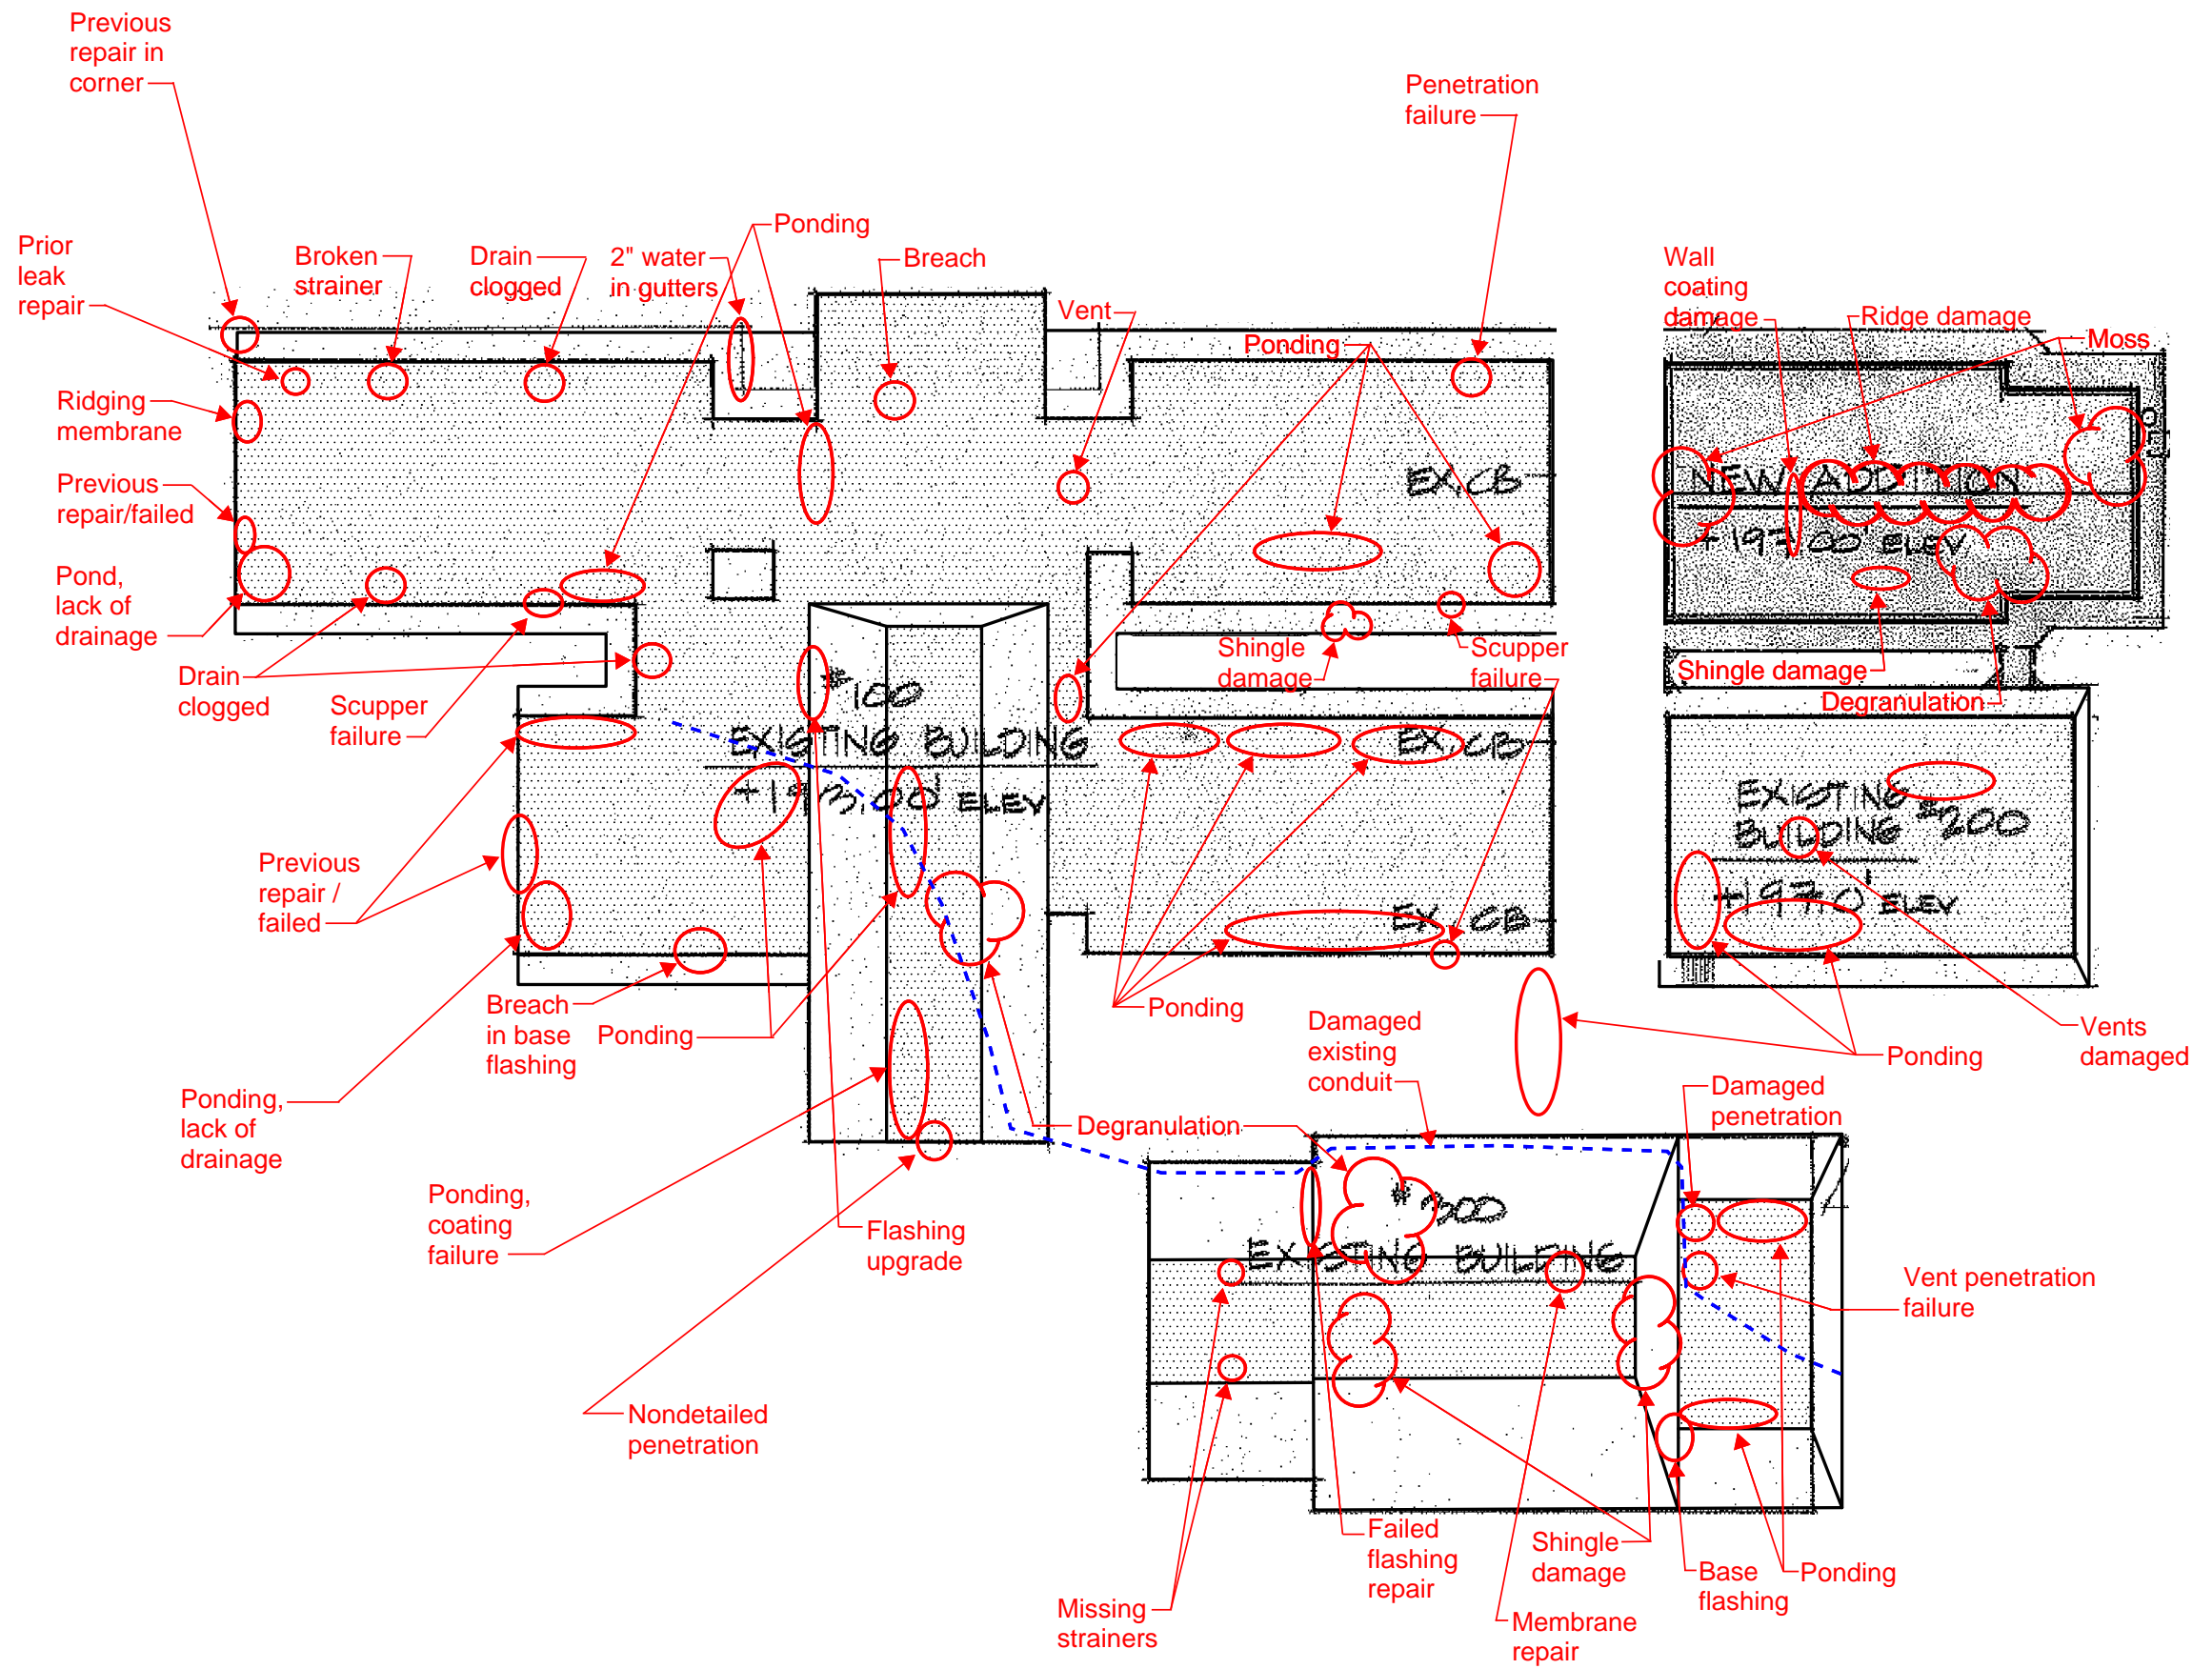 Previous
repair in
corner
Penetration
failure
Ponding
Prior
leak
repair
Broken
strainer
Drain
clogged
2" water
in gutters
Breach
Wall
coating
damage
Vent
Ridge damage
Ponding
Moss
Ridging
membrane
Previous
repair/failed
EX. CB
NEW ADDITION
+197.00' ELEV
Pond,
lack of
drainage
Drain
clogged
Scupper
failure
Shingle
damage
Scupper
failure
Shingle damage
Degranulation
#100
EXISTING BUILDING
+193.00' ELEV
EX. CB
EXISTING
BUILDING #200
+197.0' ELEV
Previous
repair /
failed
EX. CB
Breach
in base
flashing
Ponding
Ponding
Damaged
existing
conduit
Ponding
Vents
damaged
Ponding,
lack of
drainage
Degranulation
Damaged
penetration
Ponding,
coating
failure
Flashing
upgrade
#300
EXISTING BUILDING
Vent penetration
failure
Nondetailed
penetration
Failed
flashing
repair
Shingle
damage
Base
flashing
Ponding
Missing
strainers
Membrane
repair